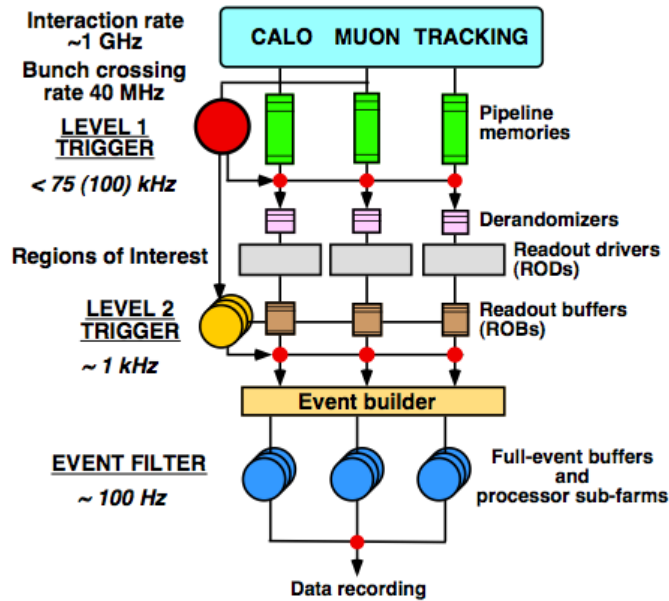 Interaction rate
~1 GHz
CALO MUON TRACKING
Bunch crossing
rate 40 MHz
Pipeline
memories
LEVEL 1
TRIGGER
< 75 (100) kHz
Derandomizers
Regions of Interest
Readout drivers
(RODs)
LEVEL 2
TRIGGER
~ 1 kHz
Readout buffers
(ROBs)
Event builder
EVENT FILTER
~ 100 Hz
Full-event buffers
and
processor sub-farms
Data recording